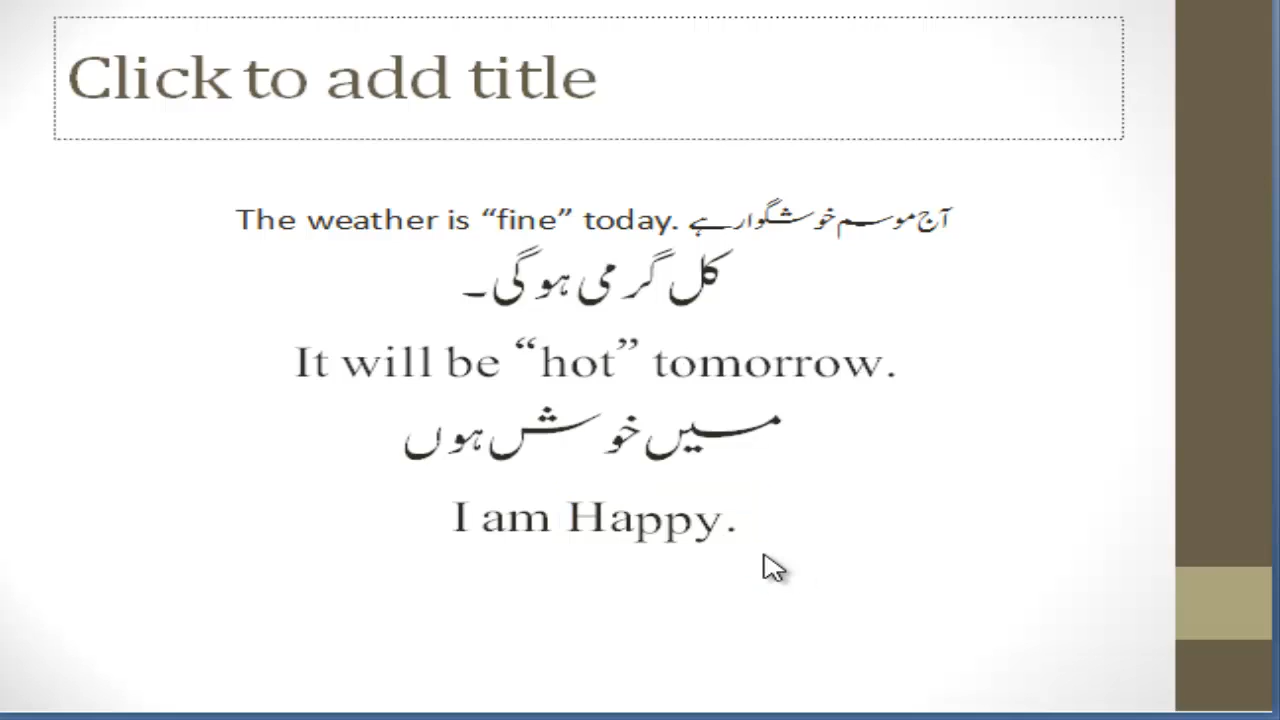 Click to add title
The weather is “fine” today. آج موسم خوشگوار ہے
کل گرمی ہوگی۔
It will be “hot” tomorrow.
میں خوش ہوں
I am Happy.